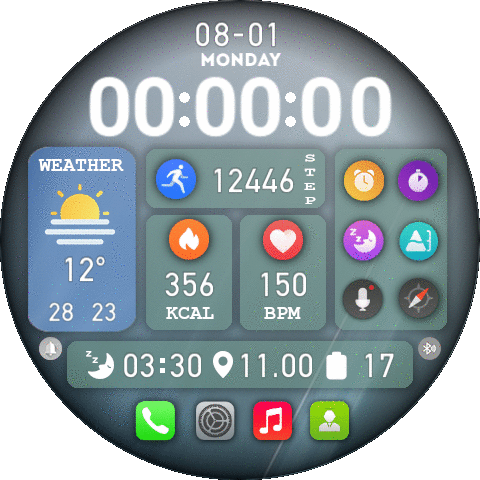 08-01
MONDAY
00:00:00
WEATHER
12°
28 23
12446 STEP
356
KCAL
150
BPM
03:30 11.00 17